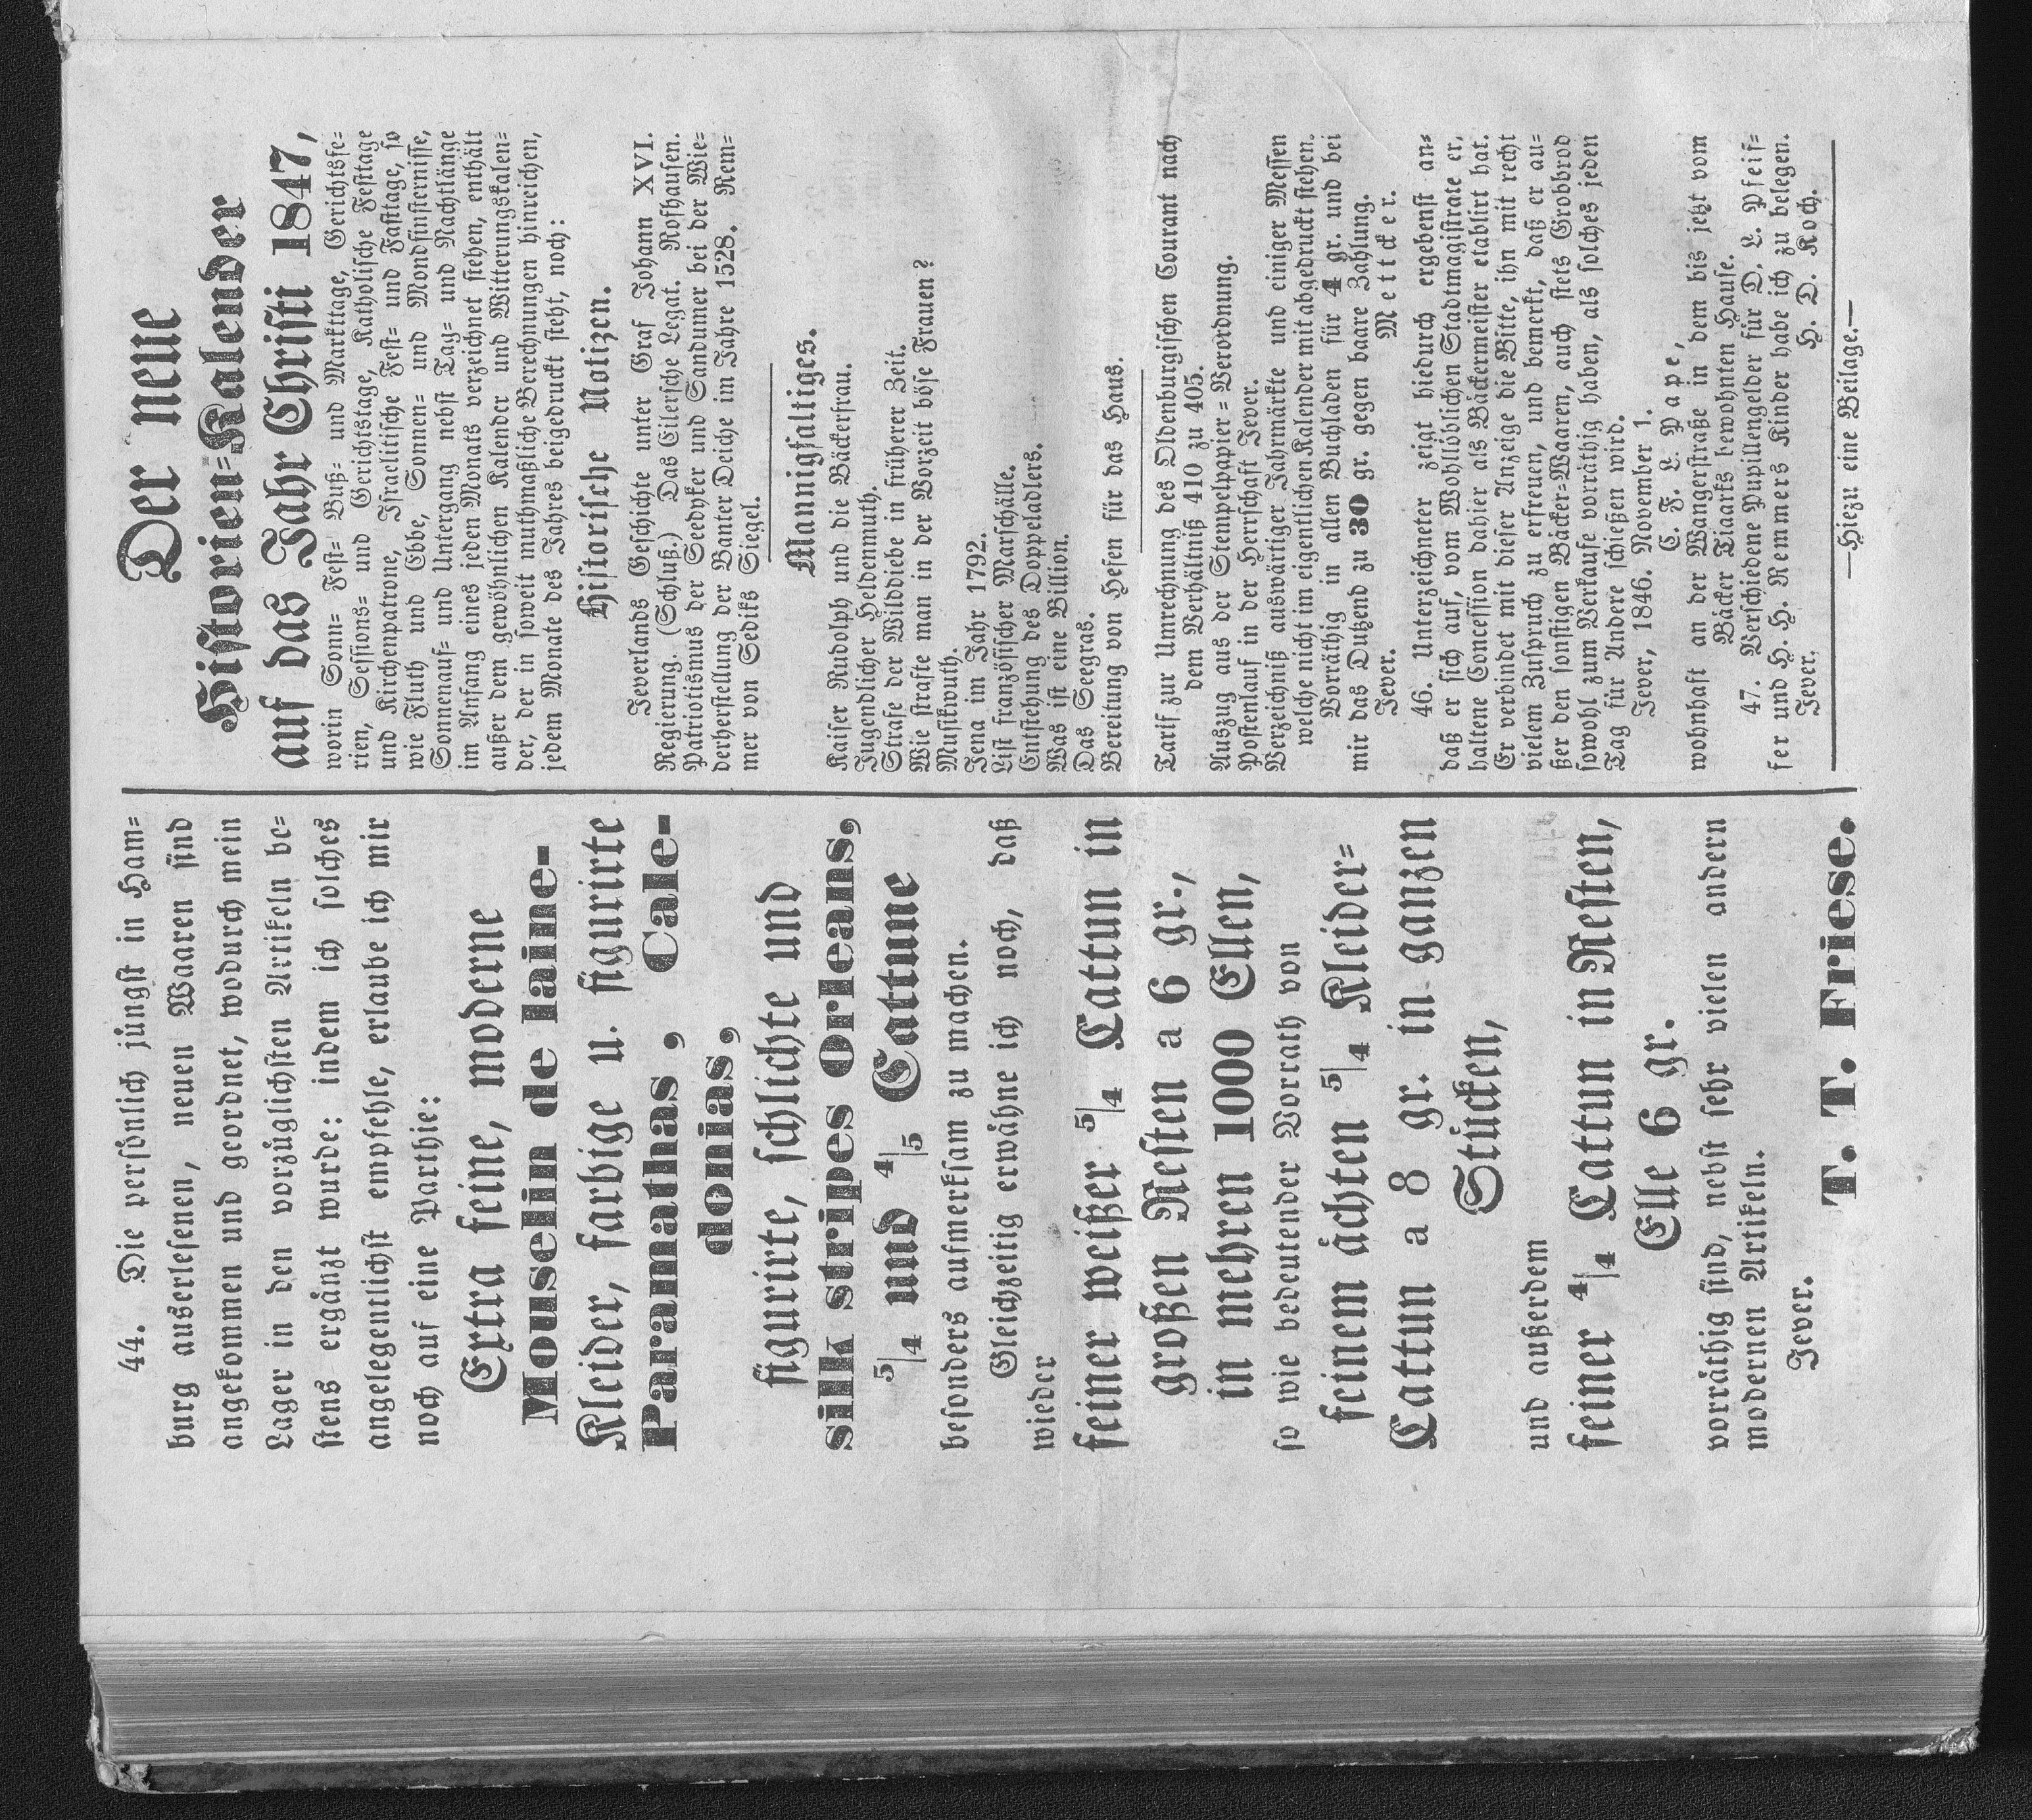 44. Die persönlich jüngst in Ham=
burg auserlesenen, neuen Waaren sind
angekommen und geordnet, wodurch mein
Lager in den vorzüglichsten Artikeln be=
stens ergänzt wurde: indem ich solches
angelegentlichst empfehle, erlaube ich mir
noch auf eine Parthie:
Extra feine, moderne
Mouselin de laine-
Kleider, farbige u. figurirte
Paramathas, Cale-
donias,
figurirte, schlichte und
silk stripes Orleans,
5/4 und 4/5 Cattune
besonders aufmerksam zu machen.
Gleichzeitig erwähne ich noch, daß
wieder
feiner weißer 5/4 Cattun in
großen Resten a 6 gr.,
in mehren 1000 Ellen,
so wie bedeutender Vorrath von
feinem ächten 5/4 Kleider=
Cattun a 8 gr. in ganzen
Stücken,
und außerdem
feiner 4/4 Cattun in Resten,
Elle 6 gr.
vorräthig sind, nebst sehr vielen andern
modernen Artikeln.
Jever.
T. T. Friese.
Der neue
Historien=Kalender
auf das Jahr Christi 1847,
worin Sonn= Fest= Buß= und Markttage, Gerichtsfe=
rien, Sessions= und Gerichtstage, Katholische Festtage
und Kirchenpatrone, Israelitische Fest= und Fasttage, so
wie Fluth und Ebbe, Sonnen= und Mondfinsternisse,
Sonnenauf= und Untergang nebst Tag= und Nachtlänge
im Anfang eines jeden Monats verzeichnet stehen, enthält
außer dem gewöhnlichen Kalender und Witterungskalen=
der, der in soweit muthmaßliche Berechnungen hinreichen,
jedem Monate des Jahres beigedruckt steht, noch:
Historische Notizen.
Jeverlands Geschichte unter Graf Johann XVI.
Regierung. (Schluß.) Das Eilersche Legat. Rofhausen.
Patriotismus der Seedyker und Sandumer bei der Wie=
derherstellung der Banter Deiche im Jahre 1528. Rem=
mer von Sediks Siegel.
Mannigfaltiges.
Kaiser Rudolph und die Bäckerfrau.
Jugendlicher Heldenmuth.
Strafe der Wilddiebe in früherer Zeit.
Wie strafte man in der Vorzeit böse Frauen?
Musikwuth.
Jena im Jahr 1792.
List französischer Marschälle.
Entstehung des Doppeladlers.
Was ist eine Billion.
Das Seegras.
Bereitung von Hefen für das Haus.
Tarif zur Umrechnung des Oldenburgischen Courant nach
dem Verhältniß 410 zu 405.
Auszug aus der Stempelpapier=Verordnung.
Postenlauf in der Herrschaft Jever.
Verzeichniß auswärtiger Jahrmärkte und einiger Messen
welche nicht im eigentlichen Kalender mit abgedruckt stehen.
Vorräthig in allen Buchladen für 4 gr. und bei
mir das Dutzend zu 30 gr. gegen baare Zahlung.
Jever. Mettcker.
46. Unterzeichneter zeigt hiedurch ergebenst an,
daß er sich auf, vom Wohllöblichen Stadtmagistrate er,
haltene Concession dahier als Bäckermeister etablirt hat.
Er verbindet mit dieser Anzeige die Bitte, ihn mit recht
vielem Zuspruch zu erfreuen, und bemerkt, daß er au=
ßer den sonstigen Bäcker=Waaren, auch stets Grobbrod
sowohl zum Verkaufe vorräthig haben, als solches jeden
Tag für Andere schießen wird.
Jever, 1846. November 1.
C. F. L. Pape,
wohnhaft an der Wangerstraße in dem bis jetzt vom
Bäcker Tiaarks bewohnten Hause.
47. Verschiedene Pupillengelder für D. L. Pfeif=
fer und H. H. Remmers Kinder habe ich zu belegen.
Jever. H. D. Koch.
—Hiezu eine Beilage.—